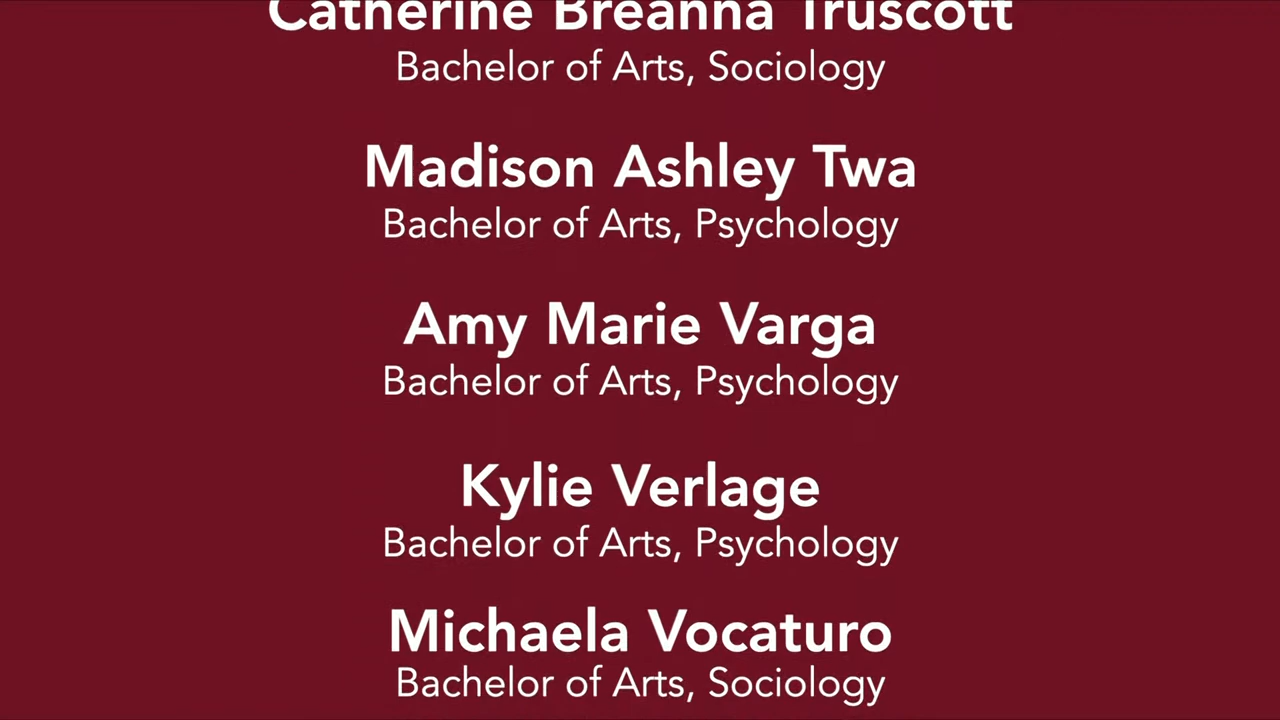 Catherine Breanna Truscott
Bachelor of Arts, Sociology
Madison Ashley Twa
Bachelor of Arts, Psychology
Amy Marie Varga
Bachelor of Arts, Psychology
Kylie Verlage
Bachelor of Arts, Psychology
Michaela Vocaturo
Bachelor of Arts, Sociology